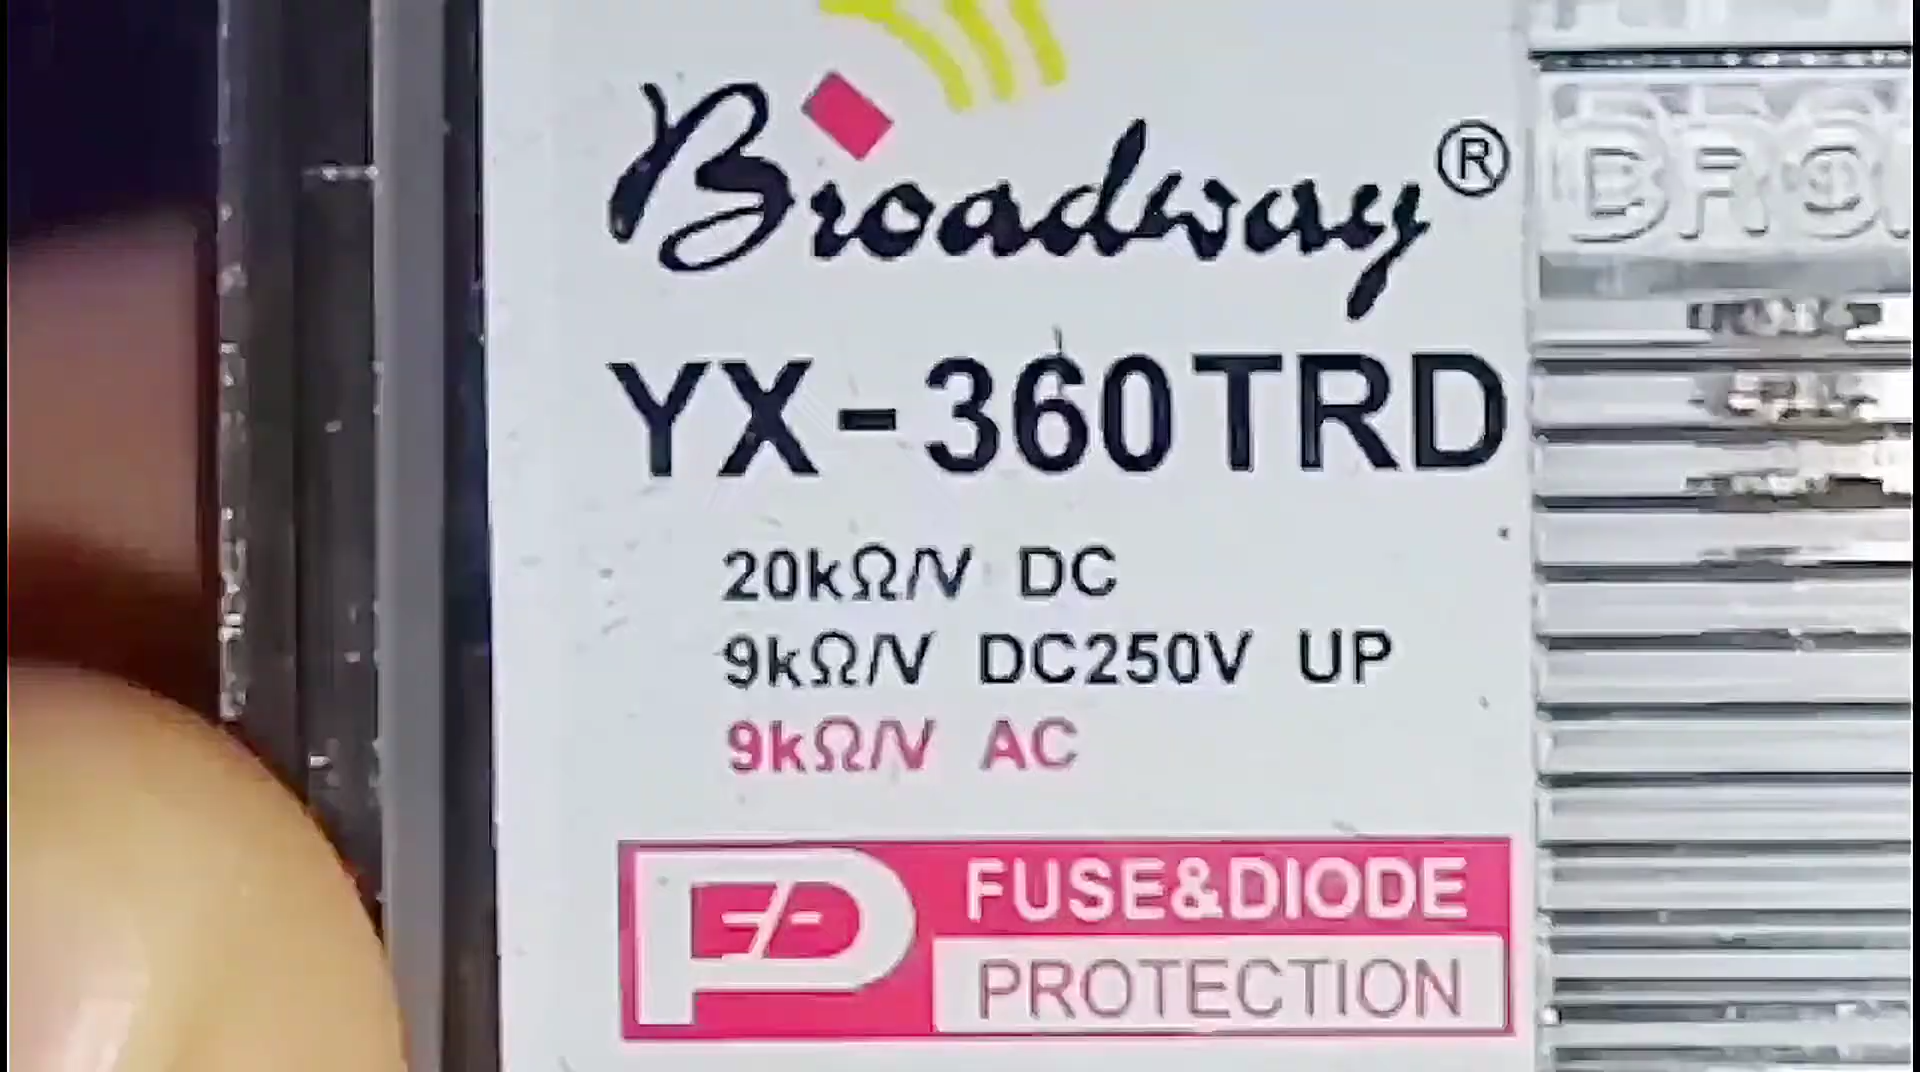 Broadway®
YX-360TRD
20kΩ/V DC
9kΩ/V DC250V UP
9kΩ/V AC
P
FUSE&DIODE
PROTECTION